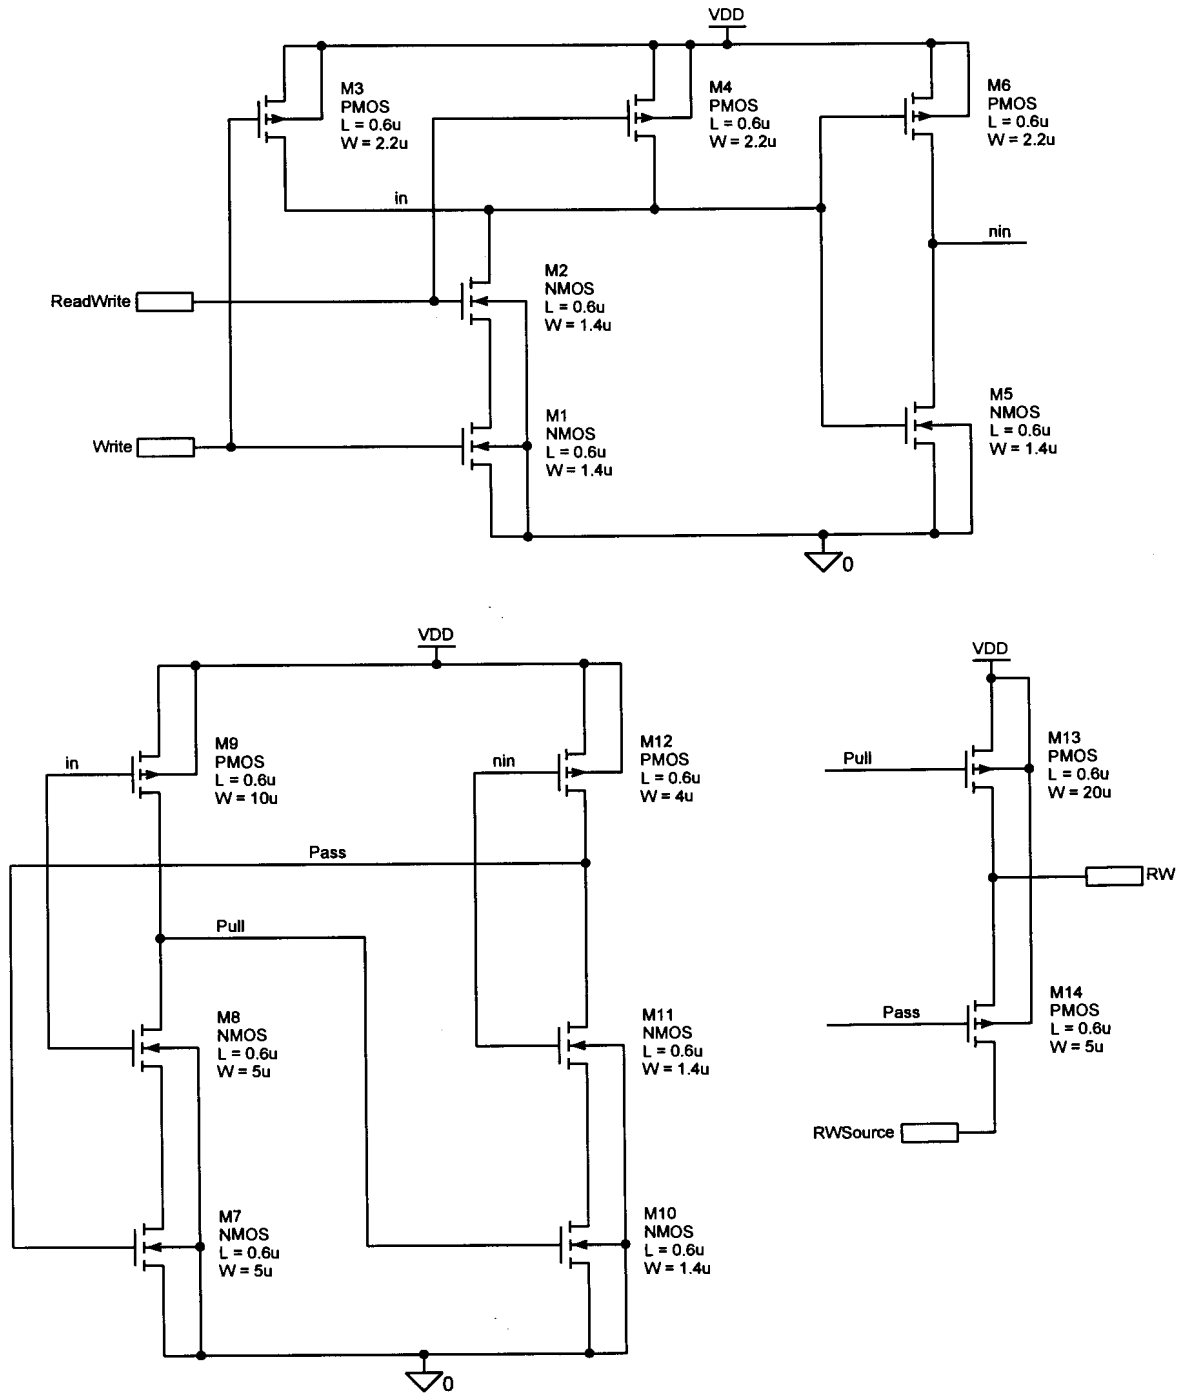 VDD
M3
PMOS
L = 0.6u
W = 2.2u
M4
PMOS
L = 0.6u
W = 2.2u
M6
PMOS
L = 0.6u
W = 2.2u
in
nin
ReadWrite
M2
NMOS
L = 0.6u
W = 1.4u
Write
M1
NMOS
L = 0.6u
W = 1.4u
M5
NMOS
L = 0.6u
W = 1.4u
0
VDD
in
M9
PMOS
L = 0.6u
W = 10u
nin
M12
PMOS
L = 0.6u
W = 4u
Pass
Pull
M8
NMOS
L = 0.6u
W = 5u
M11
NMOS
L = 0.6u
W = 1.4u
M7
NMOS
L = 0.6u
W = 5u
M10
NMOS
L = 0.6u
W = 1.4u
0
VDD
Pull
M13
PMOS
L = 0.6u
W = 20u
RW
Pass
M14
PMOS
L = 0.6u
W = 5u
RWSource